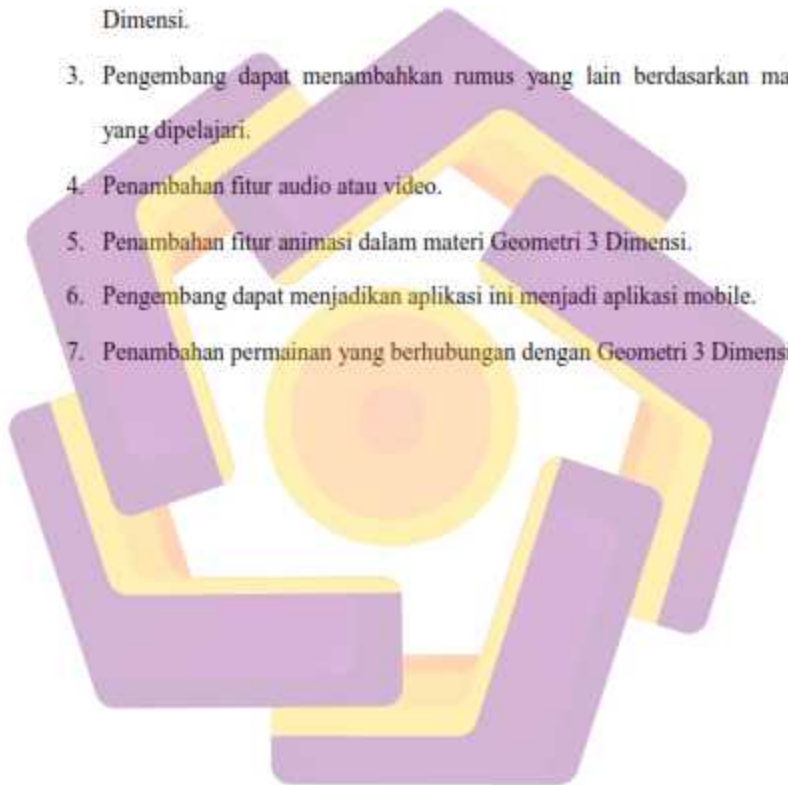 Dimensi.
3. Pengembang dapat menambahkan rumus yang lain berdasarkan
yang dipelajari.
4. Penambahan fitur audio atau video.
5. Penambahan fitur animasi dalam materi Geometri 3 Dimensi.
6. Pengembang dapat menjadikan aplikasi ini menjadi aplikasi mobile.
7. Penambahan permainan yang berhubungan dengan Geometri 3 Dimensi